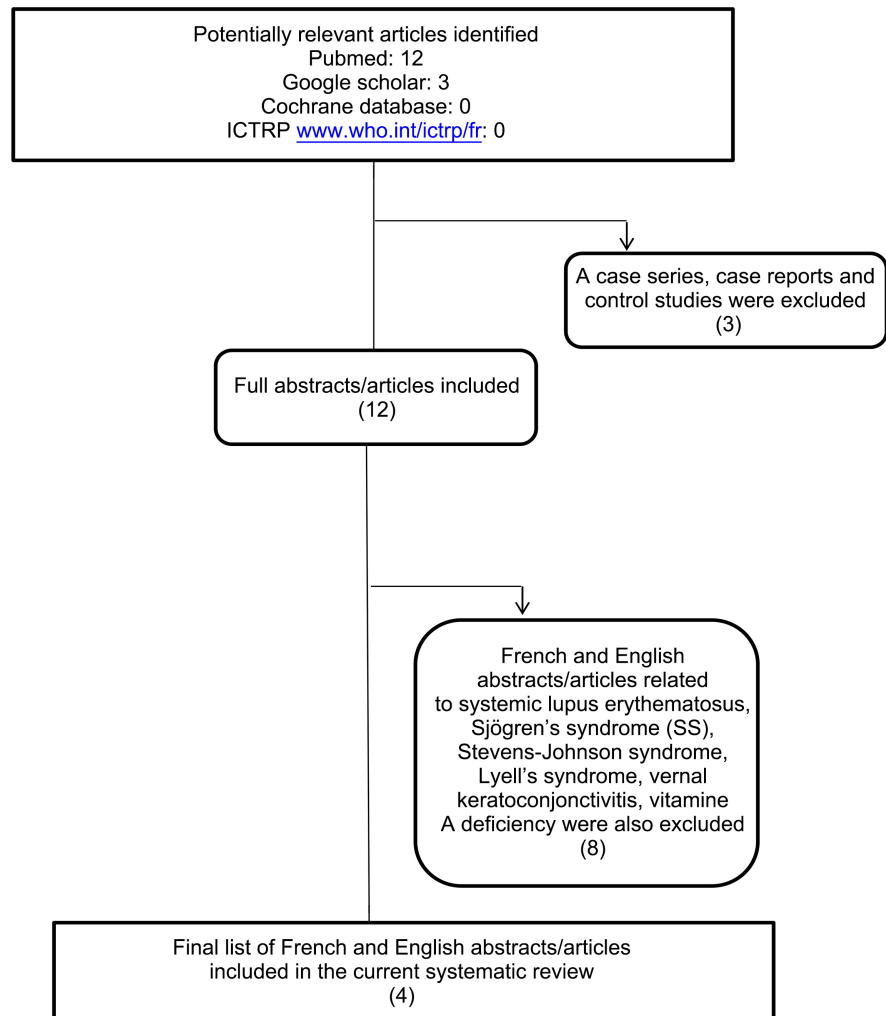 Potentially relevant articles identified
Pubmed: 12
Google scholar: 3
Cochrane database: 0
ICTRP www.who.int/ictrp/fr: 0
A case series, case reports and
control studies were excluded
(3)
Full abstracts/articles included
(12)
French and English
abstracts/articles related
to systemic lupus erythematosus,
Sjögren's syndrome (SS),
Stevens-Johnson syndrome,
Lyell's syndrome, vernal
keratoconjonctivitis, vitamine
A deficiency were also excluded
(8)
Final list of French and English abstracts/articles
included in the current systematic review
(4)